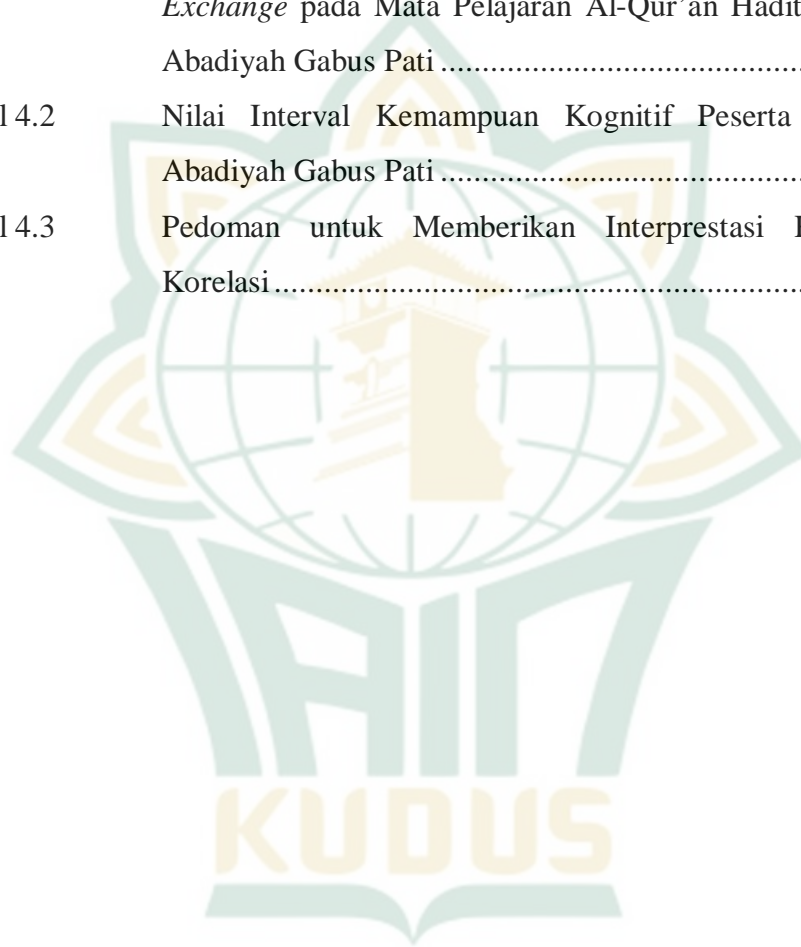 Exchange pada Mata Pelajaran Al-Qur'an Hadit
Abadiyah Gabus Pati ...........................................
l 4.2 Nilai Interval Kemampuan Kognitif Peserta
Abadiyah Gabus Pati ...........................................
l 4.3 Pedoman untuk Memberikan Interprestasi
Korelasi ...............................................................
IAIN
KUDUS